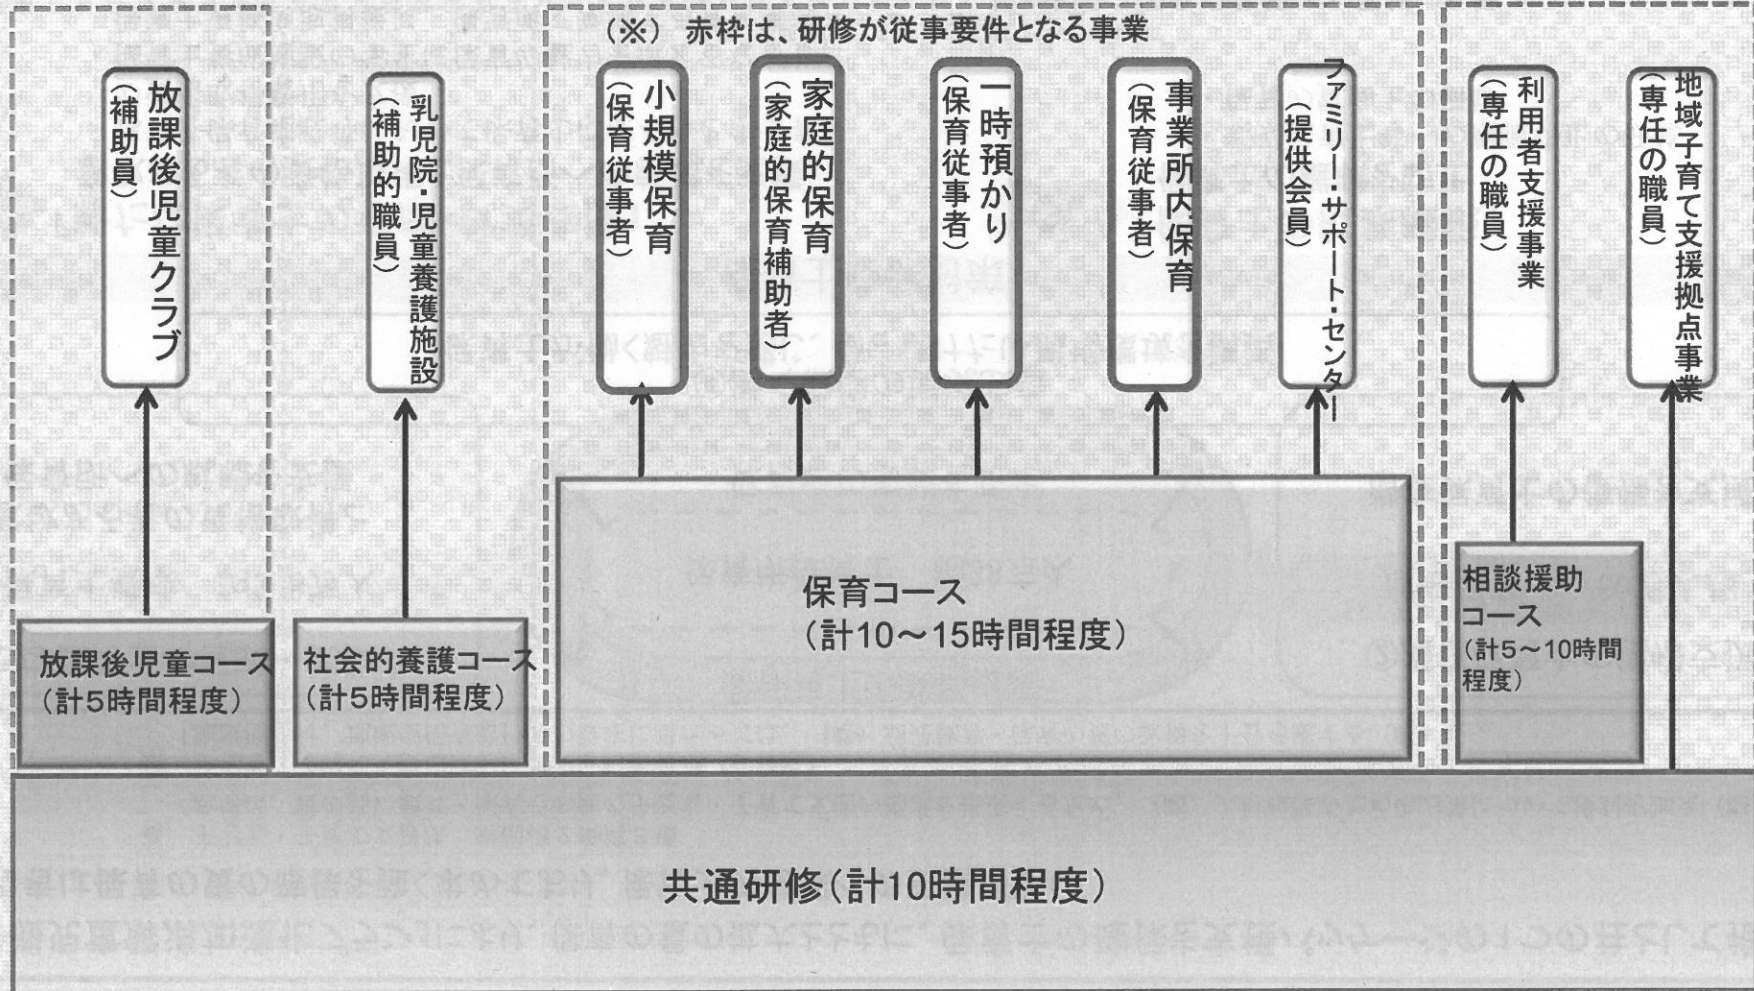 (※) 赤枠は、研修が従事要件となる事業
放課後児童クラブ
(補助員)
乳児院・児童養護施設
(補助的職員)
小規模保育
(保育従事者)
家庭的保育
(家庭的保育補助者)
一時預かり
(保育従事者)
事業所内保育
(保育従事者)
ファミリー・サポート・センター
(提供会員)
利用者支援事業
(専任の職員)
地域子育て支援拠点事業
(専任の職員)
放課後児童コース
(計5時間程度)
社会的養護コース
(計5時間程度)
保育コース
(計10～15時間程度)
相談援助
コース
(計5～10時間
程度)
共通研修(計10時間程度)